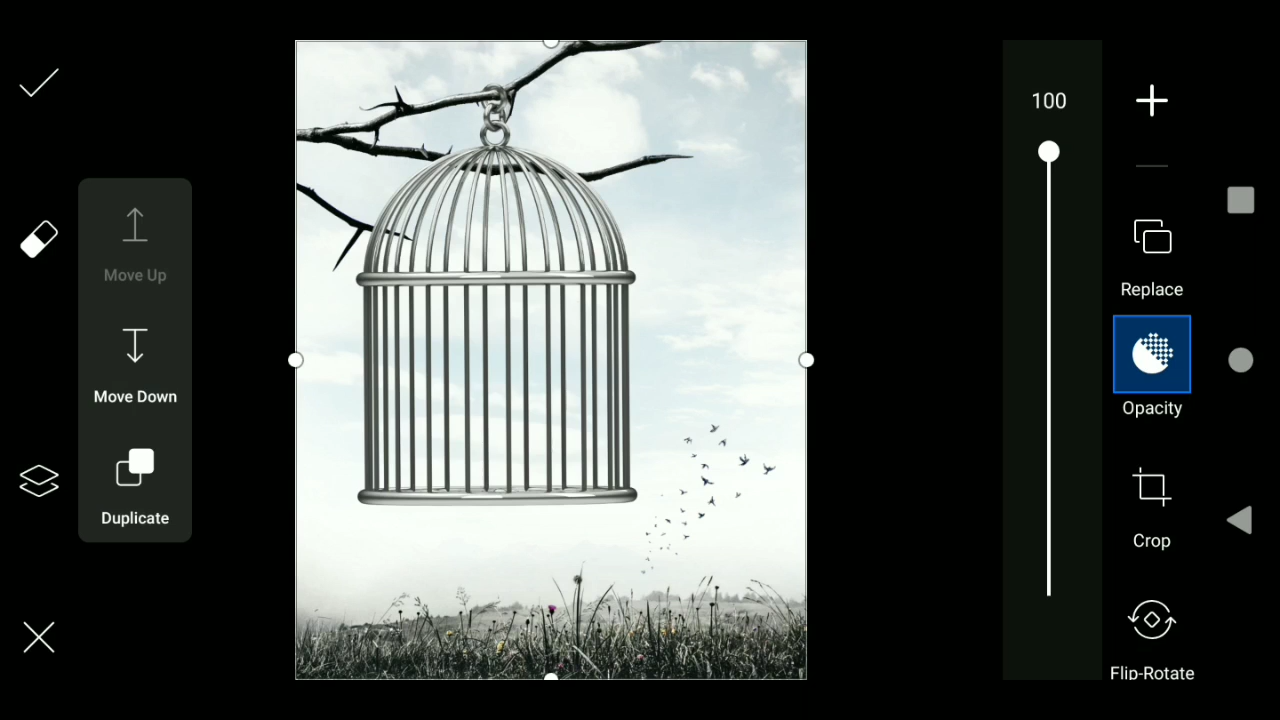 Move Up
Move Down
Duplicate
100
Replace
Opacity
Crop
Flip-Rotate